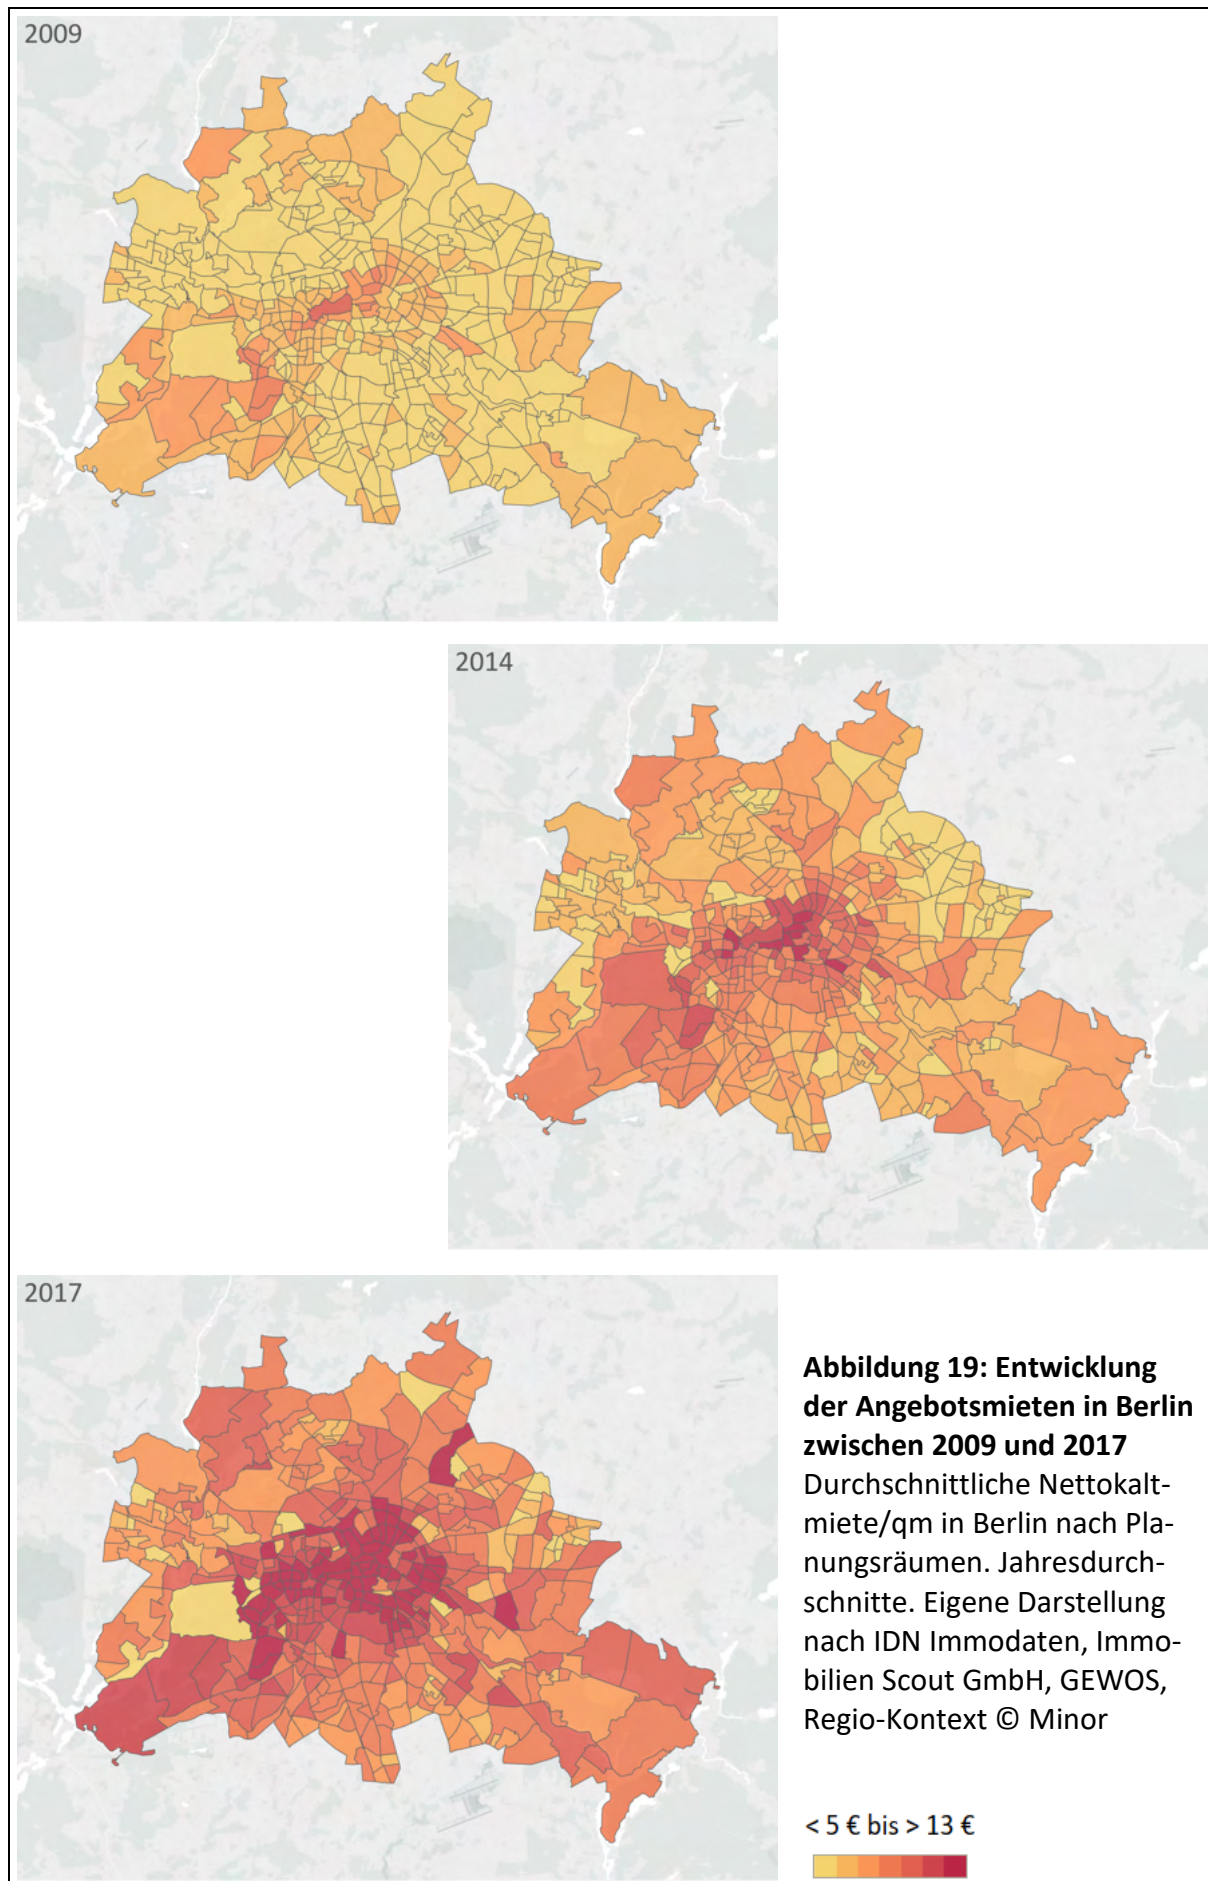 2009
2014
2017
Abbildung 19: Entwicklung
der Angebotsmieten in Berlin
zwischen 2009 und 2017
Durchschnittliche Nettokalt-
miete/qm in Berlin nach Pla-
nungsräumen. Jahresdurch-
schnitte. Eigene Darstellung
nach IDN Immodaten, Immo-
bilien Scout GmbH, GEWOS,
Regio-Kontext © Minor
< 5 € bis > 13 €